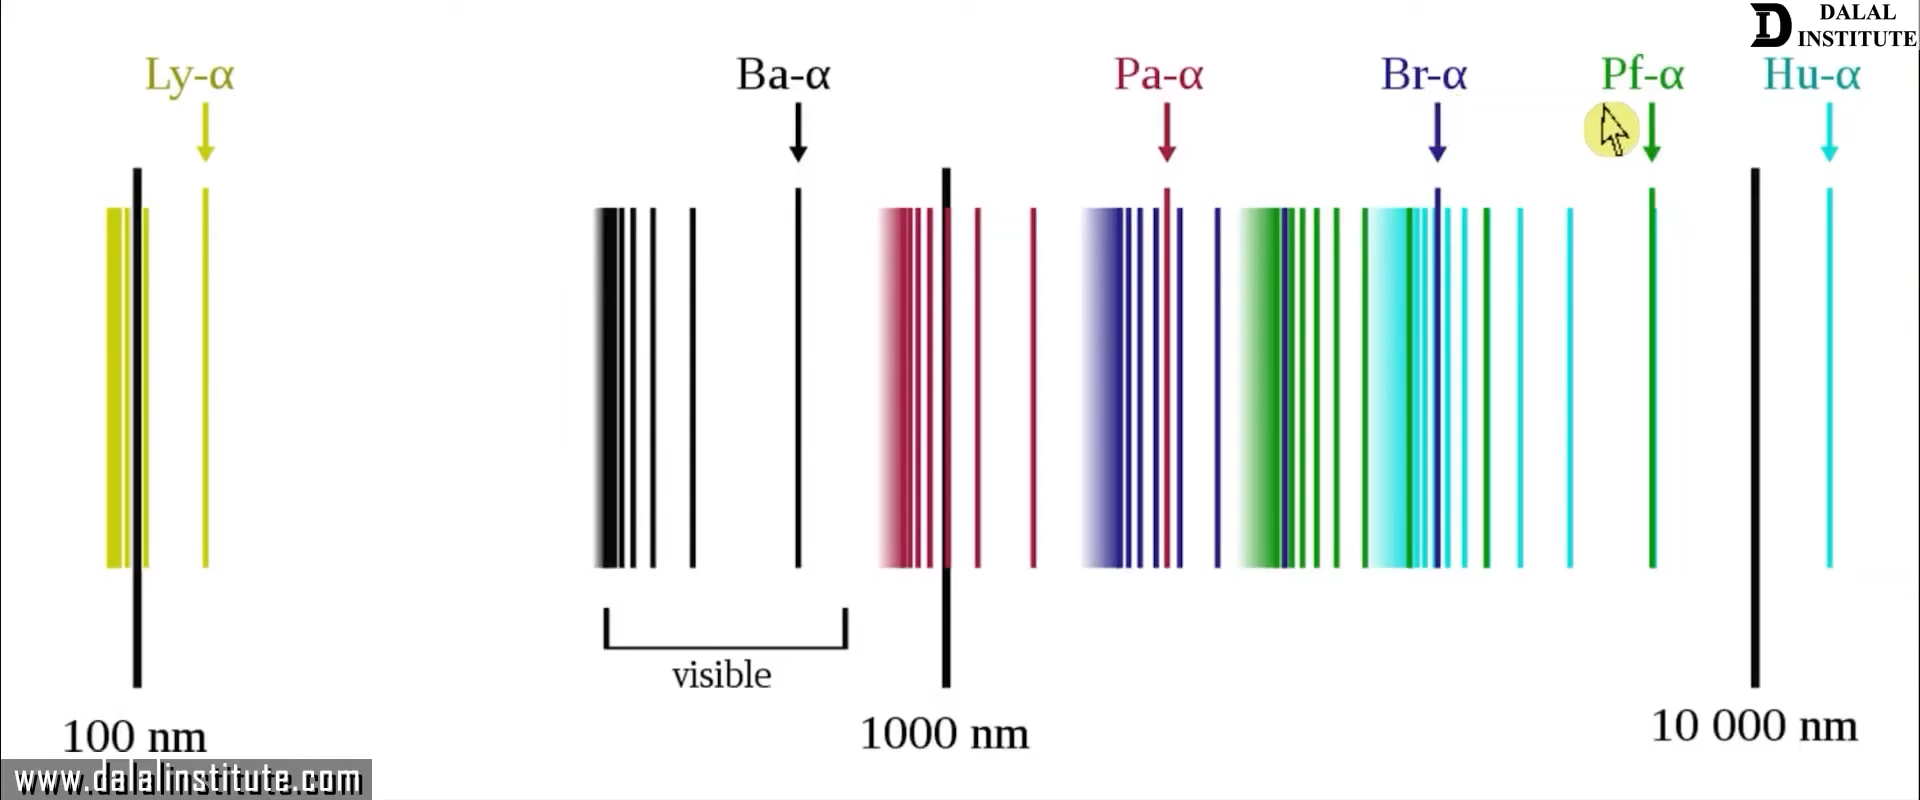 DALAL
INSTITUTE
Ly-α
Ba-α
Pa-α
Br-α
Pf-α
Hu-α
visible
100 nm
1000 nm
10 000 nm
www.dalalinstitute.com